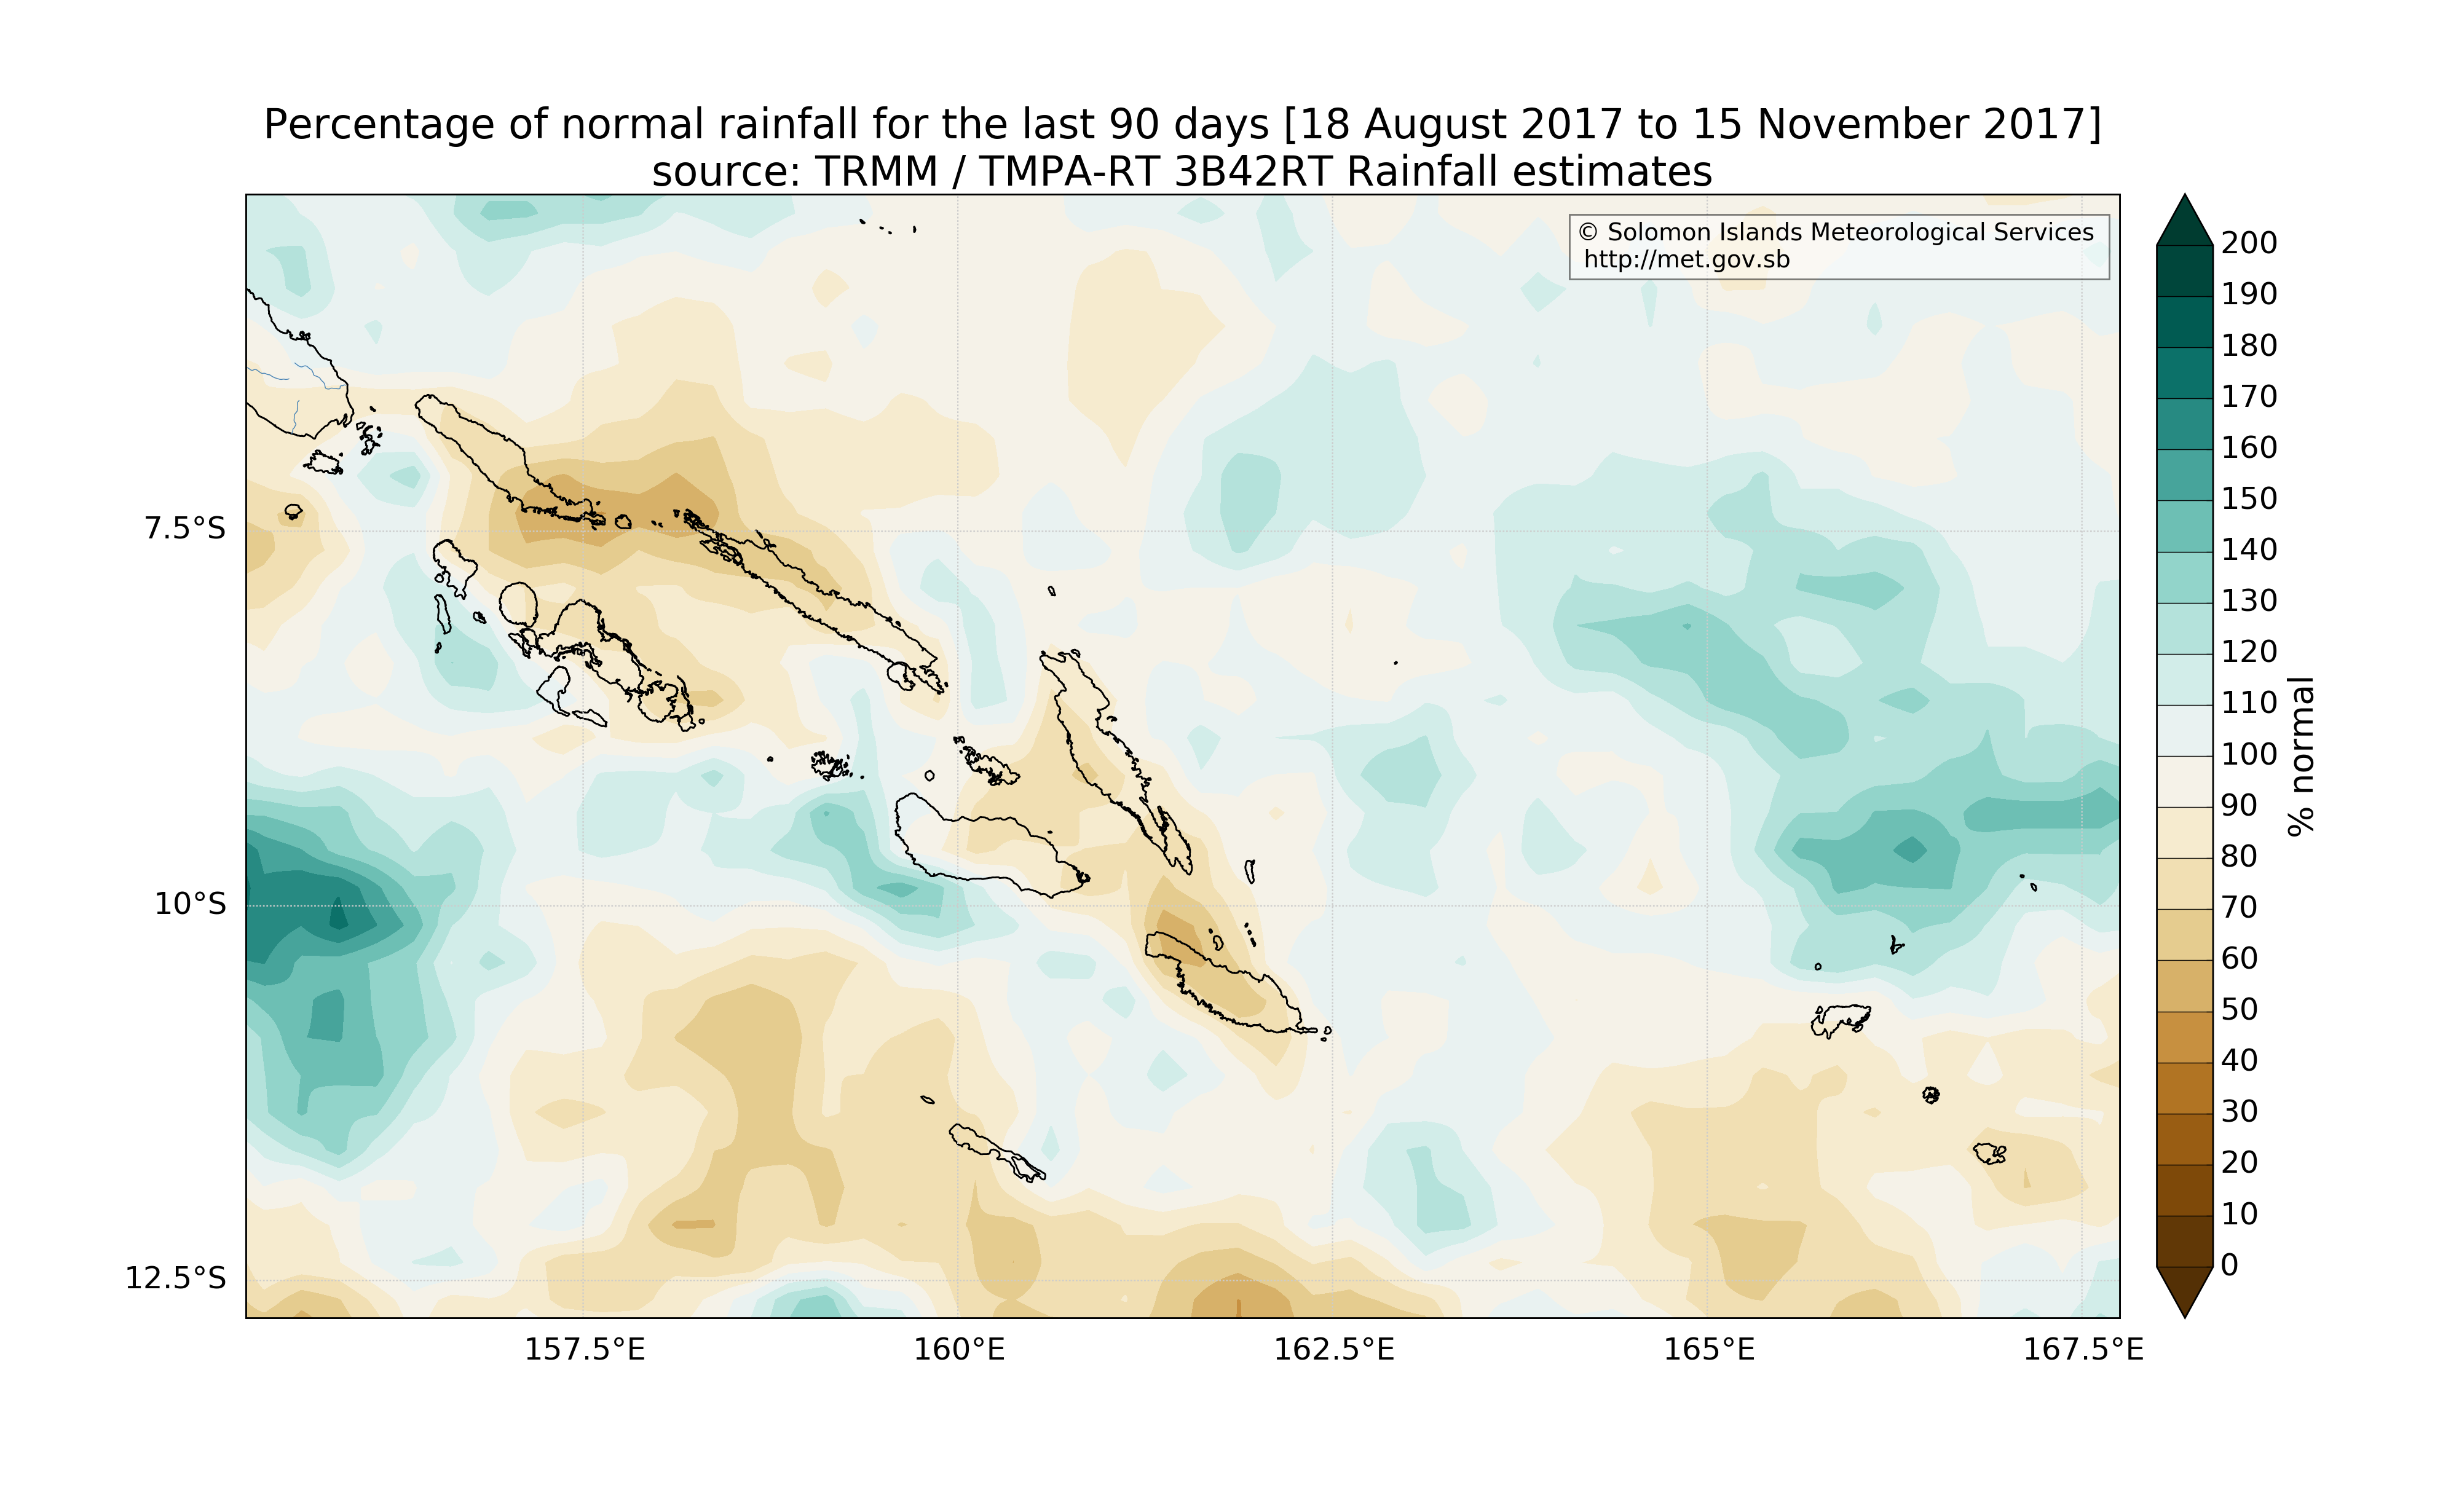 Percentage of normal rainfall for the last 90 days [18 August 2017 to 15 November 2017]
source: TRMM / TMPA-RT 3B42RT Rainfall estimates
© Solomon Islands Meteorological Services
http://met.gov.sb
7.5°S
10°S
12.5°S
157.5°E
160°E
162.5°E
165°E
167.5°E
200
190
180
170
160
150
140
130
120
110
100
90
80
70
60
50
40
30
20
10
0
% normal